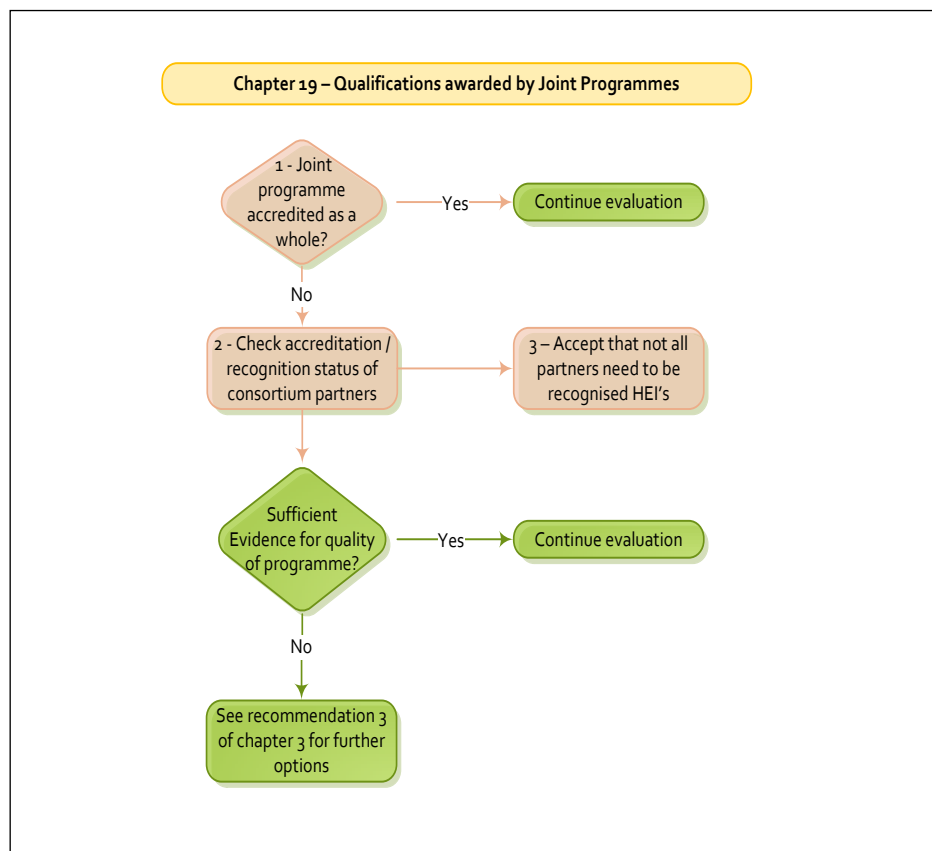 Chapter 19 – Qualifications awarded by Joint Programmes
1 - Joint
programme
accredited as a
whole?
Yes
Continue evaluation
No
2 - Check accreditation /
recognition status of
consortium partners
3 – Accept that not all
partners need to be
recognised HEI's
Sufficient
Evidence for quality
of programme?
Yes
Continue evaluation
No
See recommendation 3
of chapter 3 for further
options